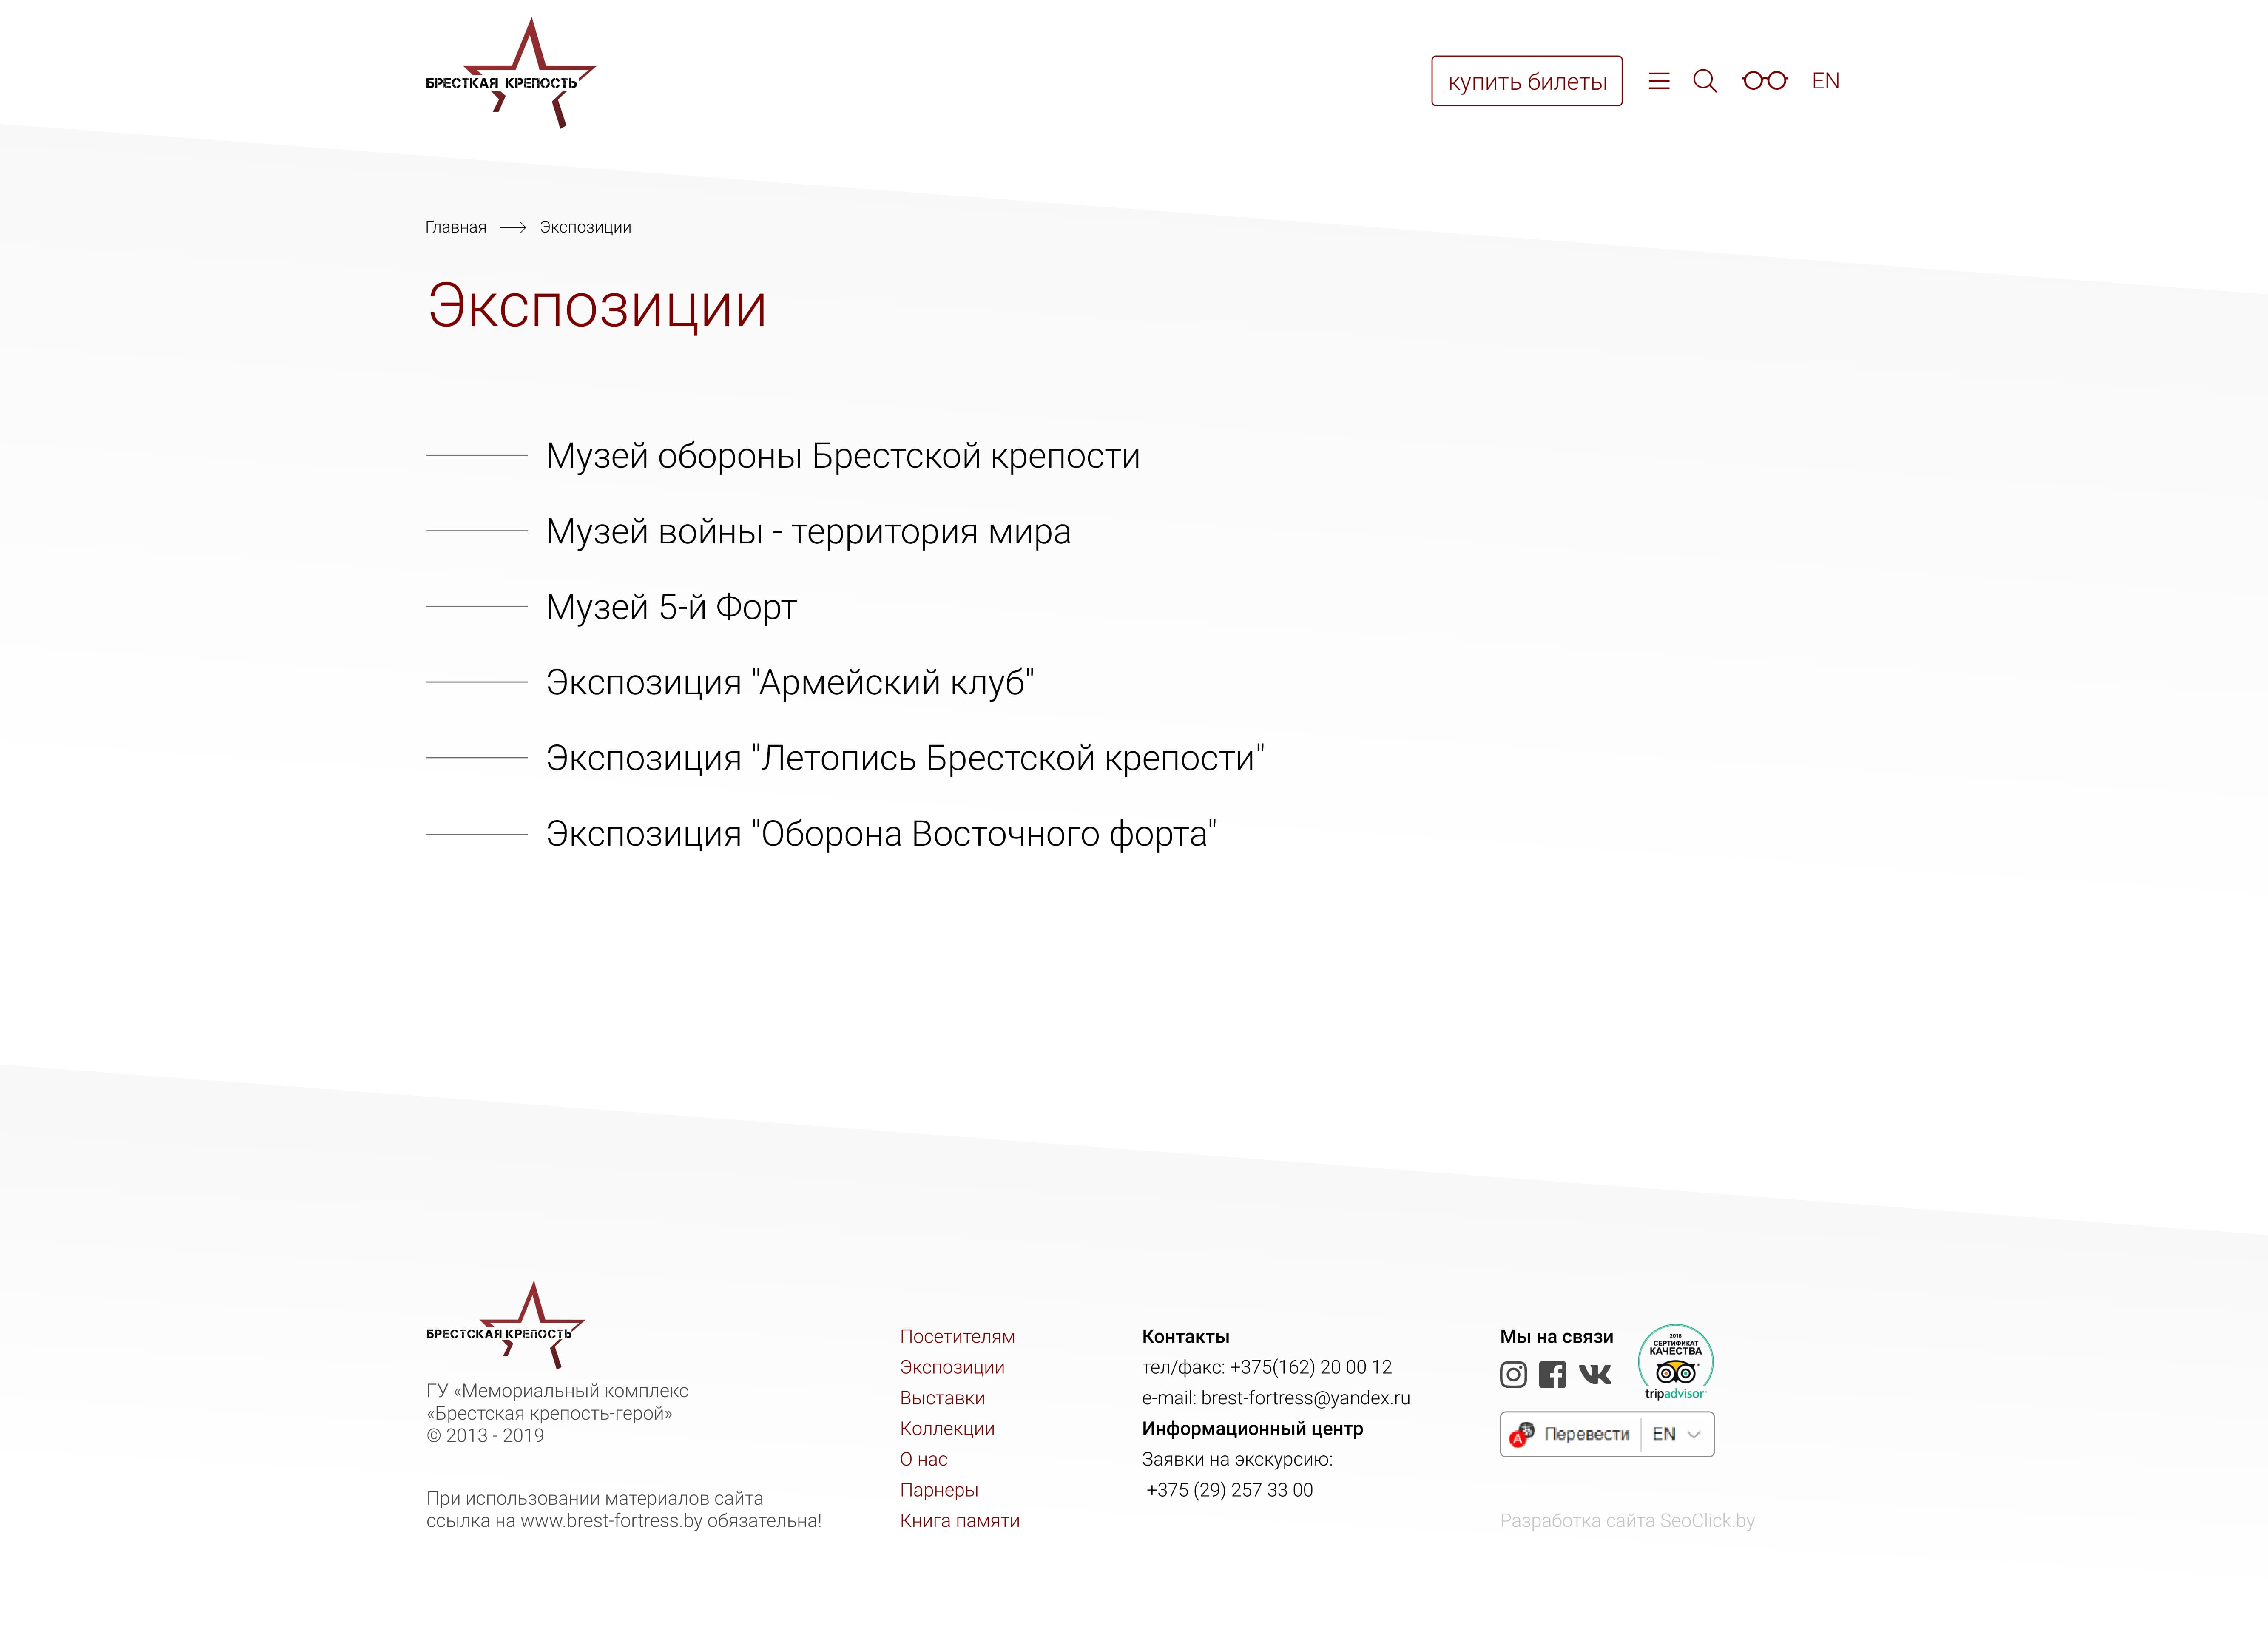 БРЕСТКАЯ КРЕПОСТЬ
купить билеты
EN
Главная
Экспозиции
Экспозиции
Музей обороны Брестской крепости
Музей войны - территория мира
Музей 5-й Форт
Экспозиция "Армейский клуб"
Экспозиция "Летопись Брестской крепости"
Экспозиция "Оборона Восточного форта"
БРЕСТСКАЯ КРЕПОСТЬ
ГУ «Мемориальный комплекс
«Брестская крепость-герой»
© 2013 - 2019
При использовании материалов сайта
ссылка на www.brest-fortress.by обязательна!
Посетителям
Экспозиции
Выставки
Коллекции
О нас
Парнеры
Книга памяти
Контакты
тел/факс: +375(162) 20 00 12
e-mail: brest-fortress@yandex.ru
Информационный центр
Заявки на экскурсию:
+375 (29) 257 33 00
Мы на связи
2018
СЕРТИФИКАТ
КАЧЕСТВА
tripadvisor
Перевести
EN
Разработка сайта SeoClick.by